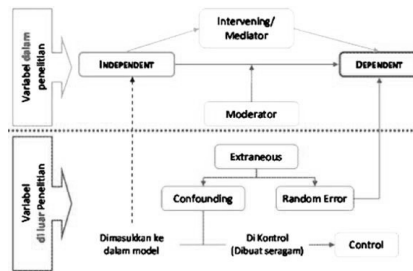 Variabel dalam
penelitian
Intervening/
Mediator
INDEPENDENT
DEPENDENT
Moderator
Variabel
di luar Penelitian
Extraneous
Confounding
Random Error
Dimasukkan ke
dalam model
Di Kontrol
(Dibuat seragam)
Control